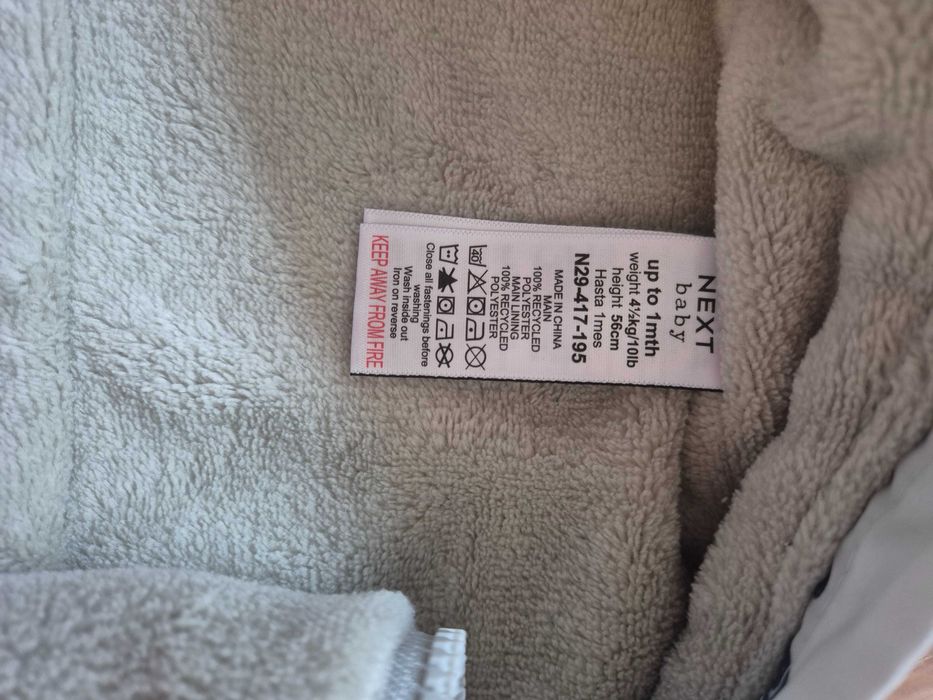 NEXT
baby
up to 1mth
weight 4½kg/10lb
height 56cm
Hasta 1mes
N29-417-195
MADE IN CHINA
MAIN
100% RECYCLED
POLYESTER
MAIN LINING
100% RECYCLED
POLYESTER
40
Close all fastenings before
washing
Wash inside out
Iron on reverse
KEEP AWAY FROM FIRE